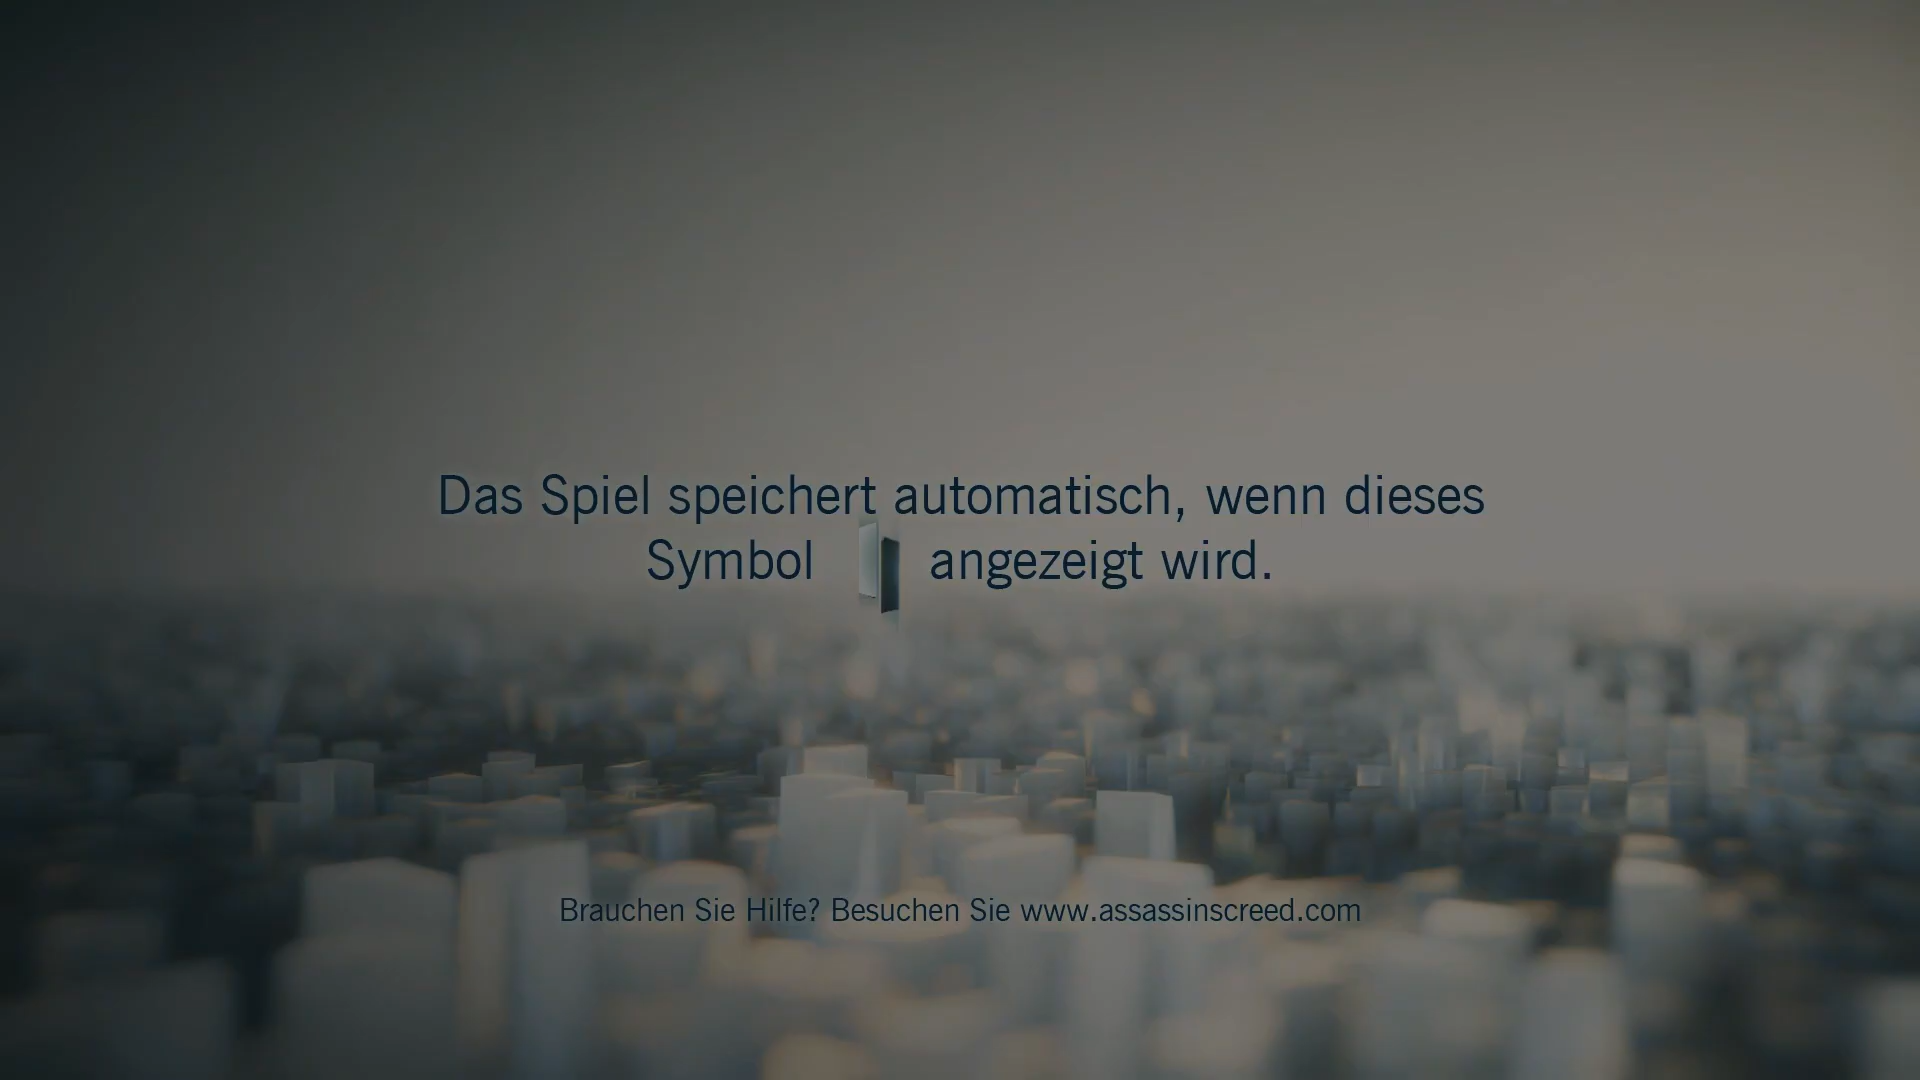 Das Spiel speichert automatisch, wenn dieses
Symbol angezeigt wird.
Brauchen Sie Hilfe? Besuchen Sie www.assassinscreed.com